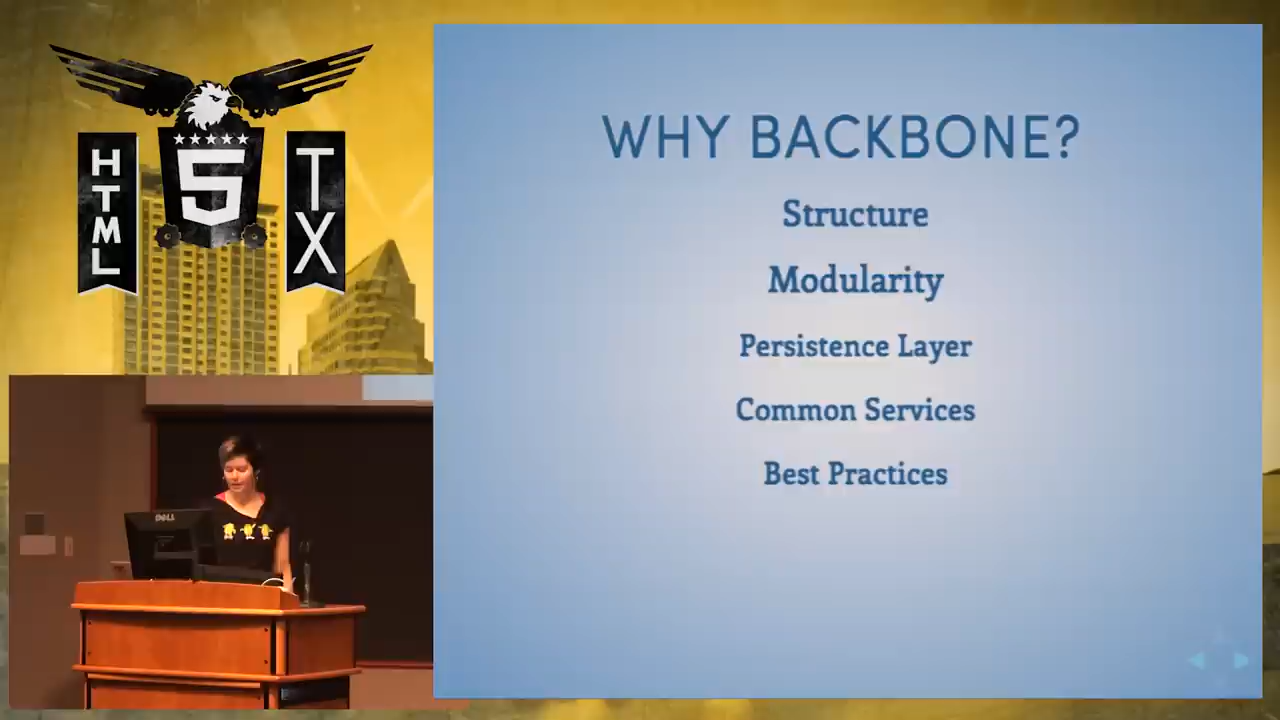 HTML
5
TX
WHY BACKBONE?
Structure
Modularity
Persistence Layer
Common Services
Best Practices
DELL